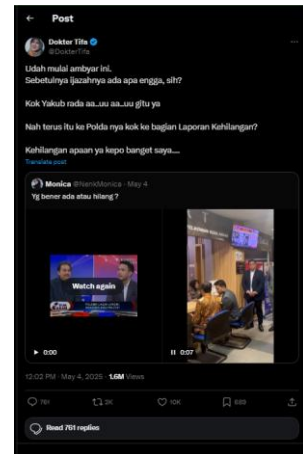 Post
Dokter Tifa
@DokterTifa
Udah mulai ambyar ini.
Sebetulnya ijazahnya ada apa engga, sih?
Kok Yakub rada aa..uu aa..uu gitu ya
Nah terus itu ke Polda nya kok ke bagian Laporan Kehilangan?
Kehilangan apaan ya kepo banget saya....
Translate post
Monica @NenkMonica · May 4
Yg bener ada atau hilang ?
Watch again
0:00
0:07
12:02 PM · May 4, 2025 · 1.6M Views
761
2K
10K
689
Read 761 replies